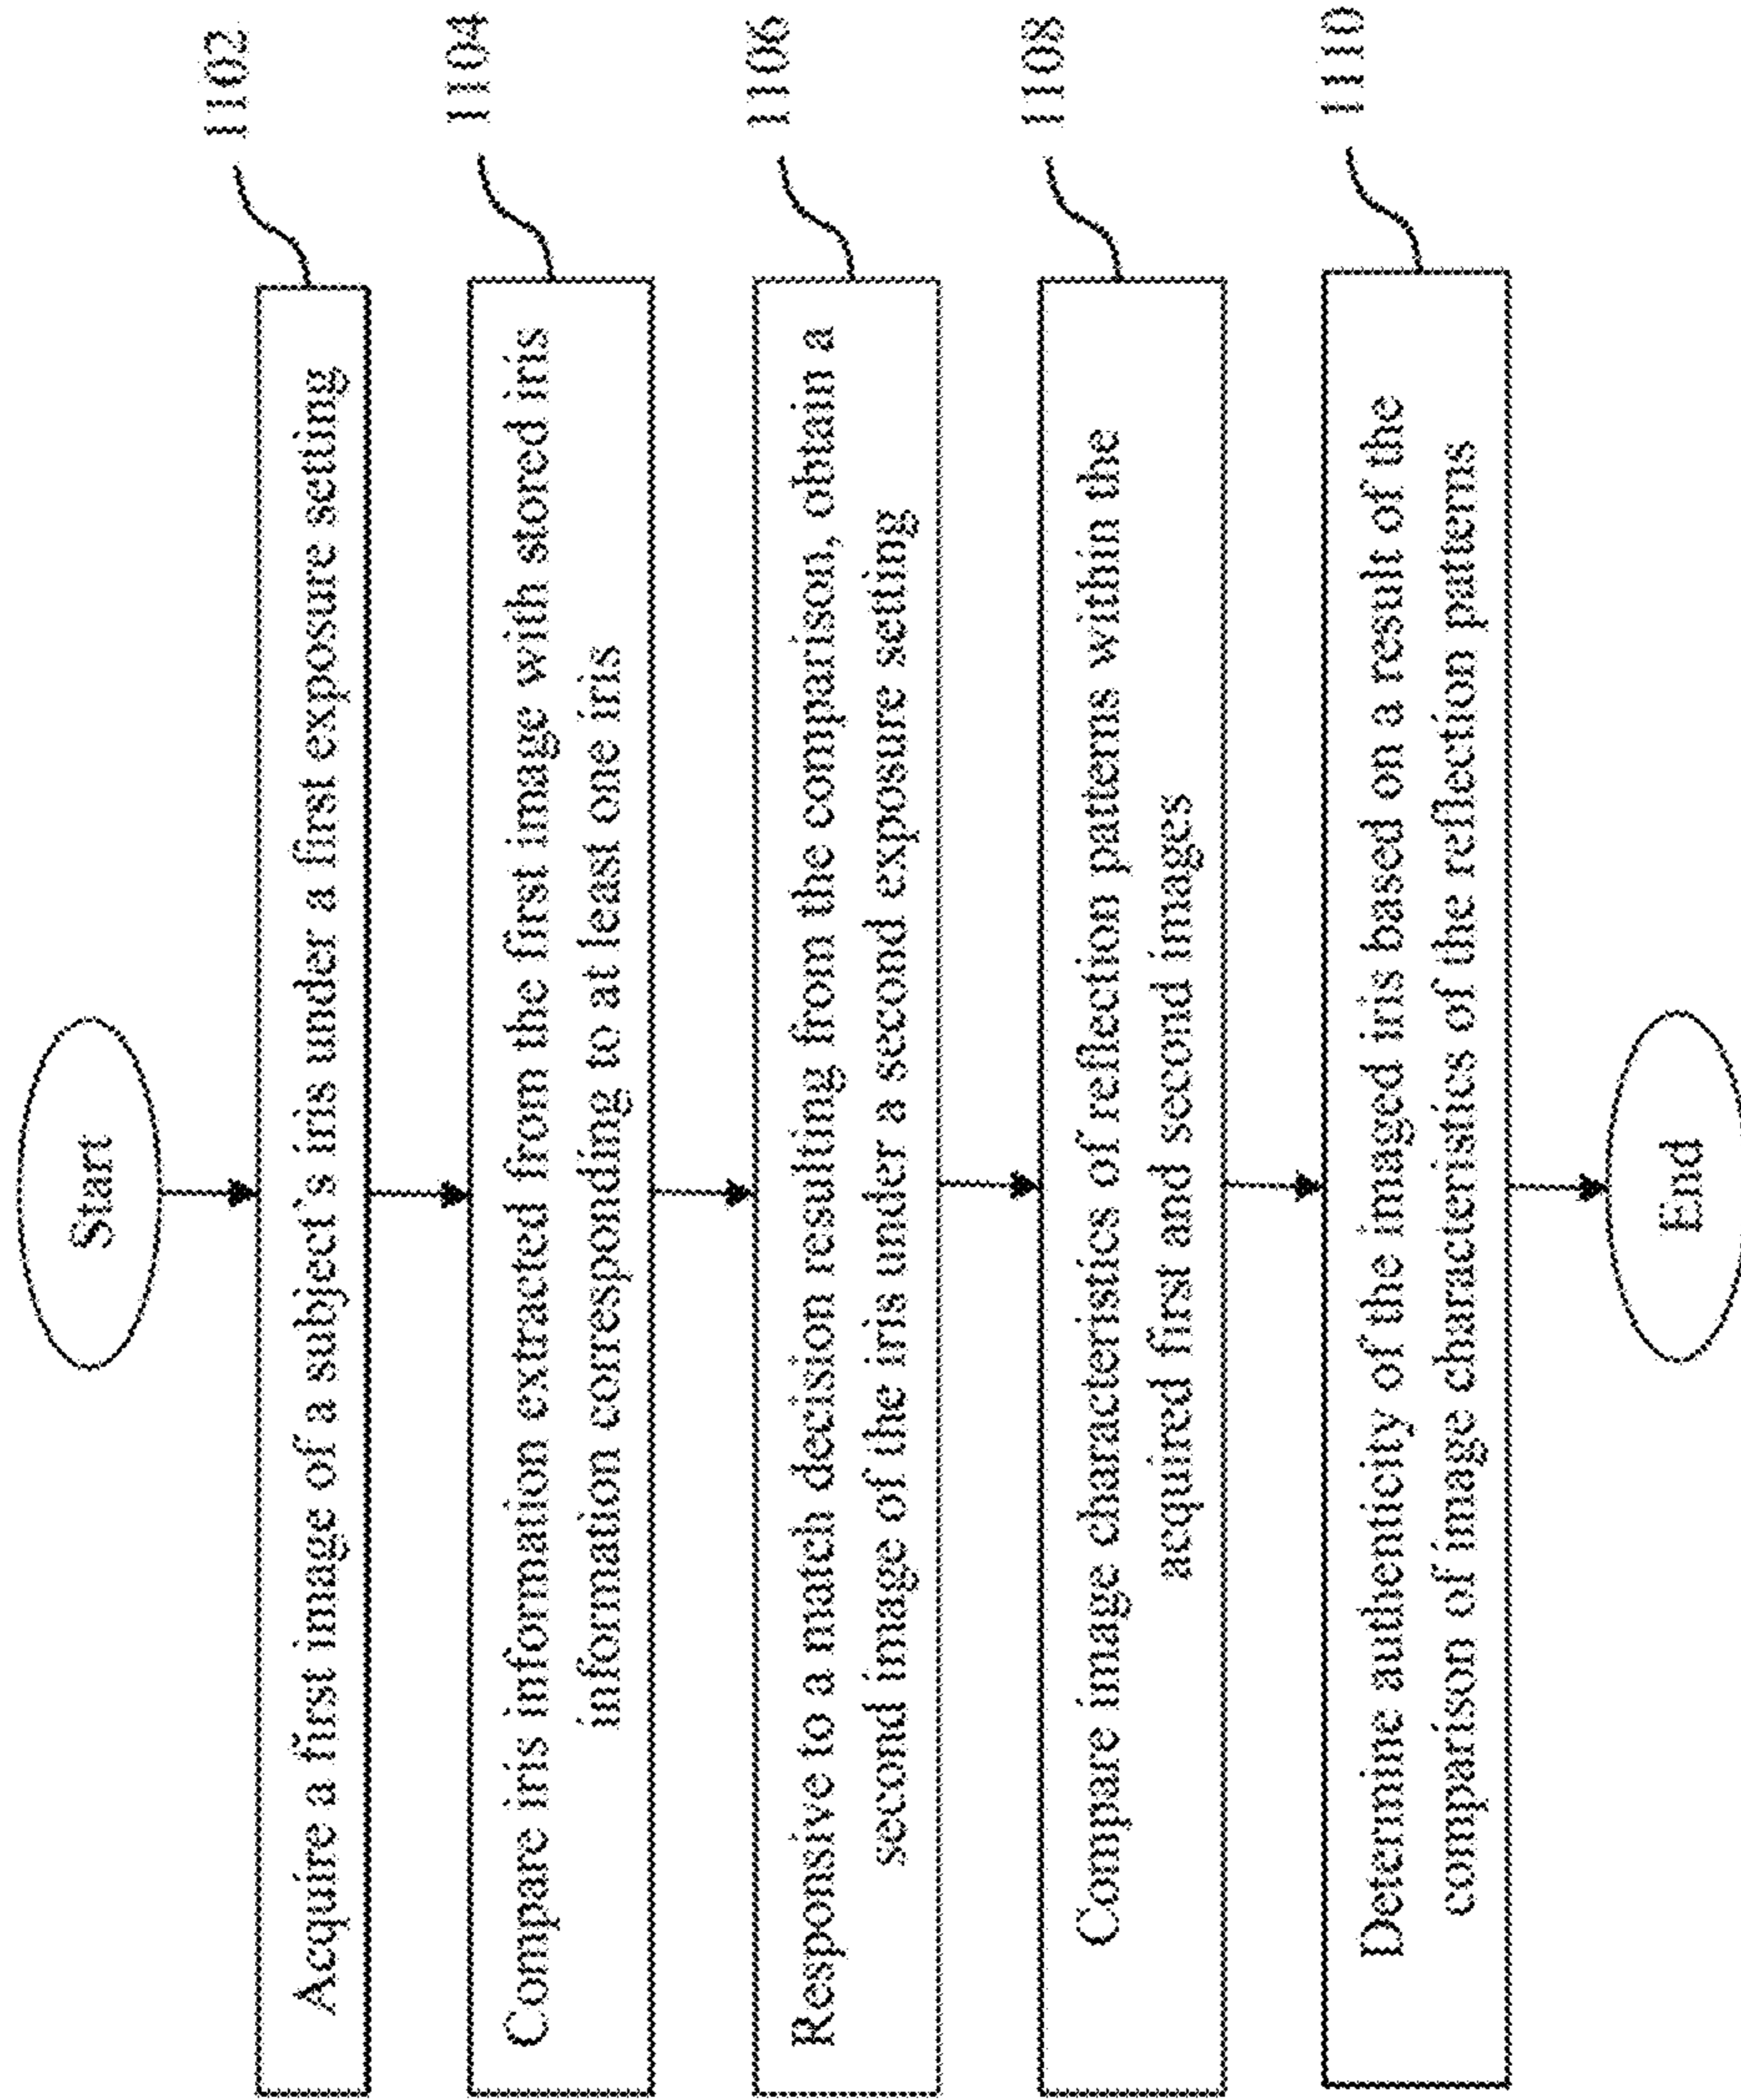 Start
Acquire a first image of a subject's iris under a first exposure setting
1102
Compare iris information extracted from the first image with stored iris
information corresponding to at least one iris
1104
Responsive to a match decision resulting from the comparison, obtain a
second image of the iris under a second exposure setting
1106
Compare image characteristics of reflection patterns within the
acquired first and second images
1108
Determine authenticity of the imaged iris based on a result of the
comparison of image characteristics of the reflection patterns
1110
End